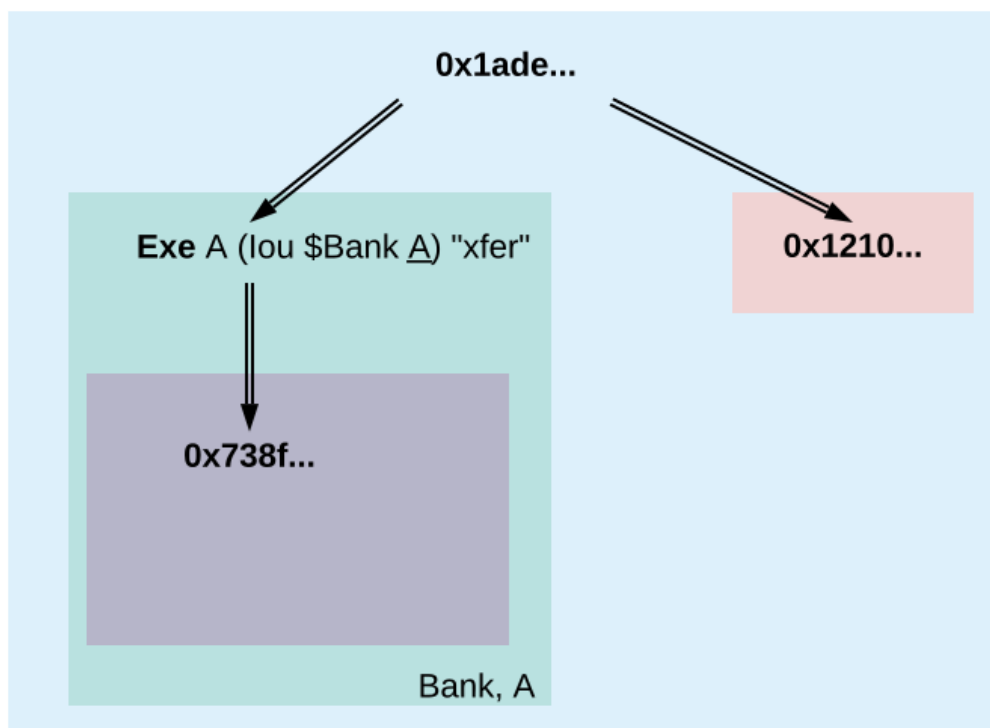 0x1ade...
Exe A (Iou $Bank A) "xfer"
0x1210...
0x738f...
Bank, A